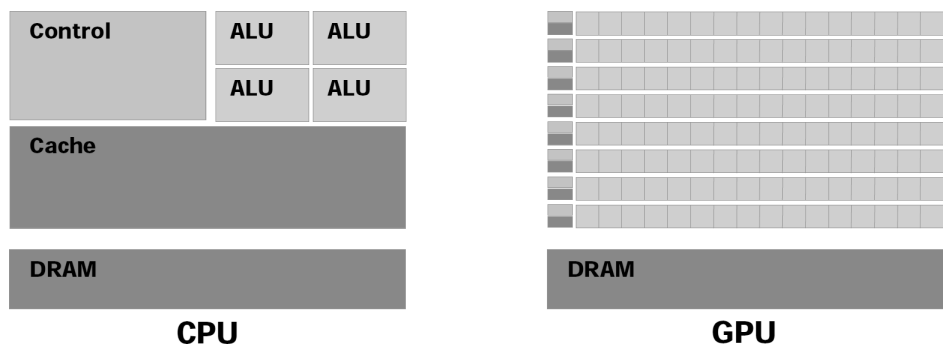 Control
ALU ALU
ALU ALU
Cache
DRAM
CPU
DRAM
GPU